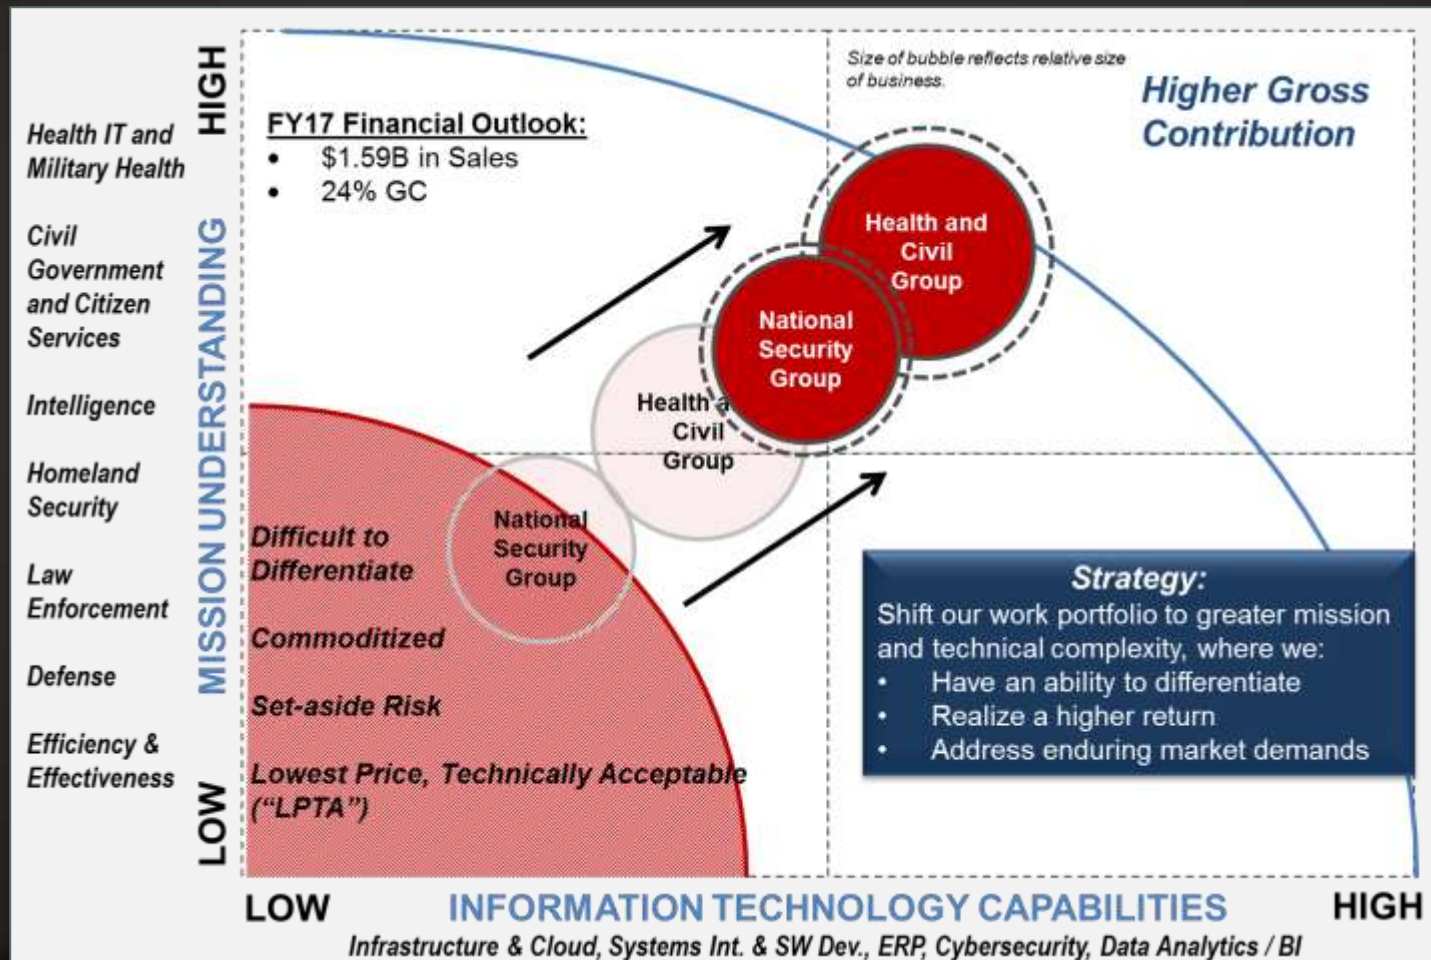 Size of bubble reflects relative size
of business.
Higher Gross
Contribution
HIGH
FY17 Financial Outlook:
• $1.59B in Sales
• 24% GC
Health IT and
Military Health
Civil
Government
and Citizen
Services
Intelligence
Homeland
Security
Law
Enforcement
Defense
Efficiency &
Effectiveness
MISSION UNDERSTANDING
LOW
Health and
Civil
Group
National
Security
Group
Health a
Civil
Group
National
Security
Group
Difficult to
Differentiate
Commoditized
Set-aside Risk
Lowest Price, Technically Acceptable
(“LPTA”)
Strategy:
Shift our work portfolio to greater mission
and technical complexity, where we:
• Have an ability to differentiate
• Realize a higher return
• Address enduring market demands
LOW
INFORMATION TECHNOLOGY CAPABILITIES
HIGH
Infrastructure & Cloud, Systems Int. & SW Dev., ERP, Cybersecurity, Data Analytics / BI